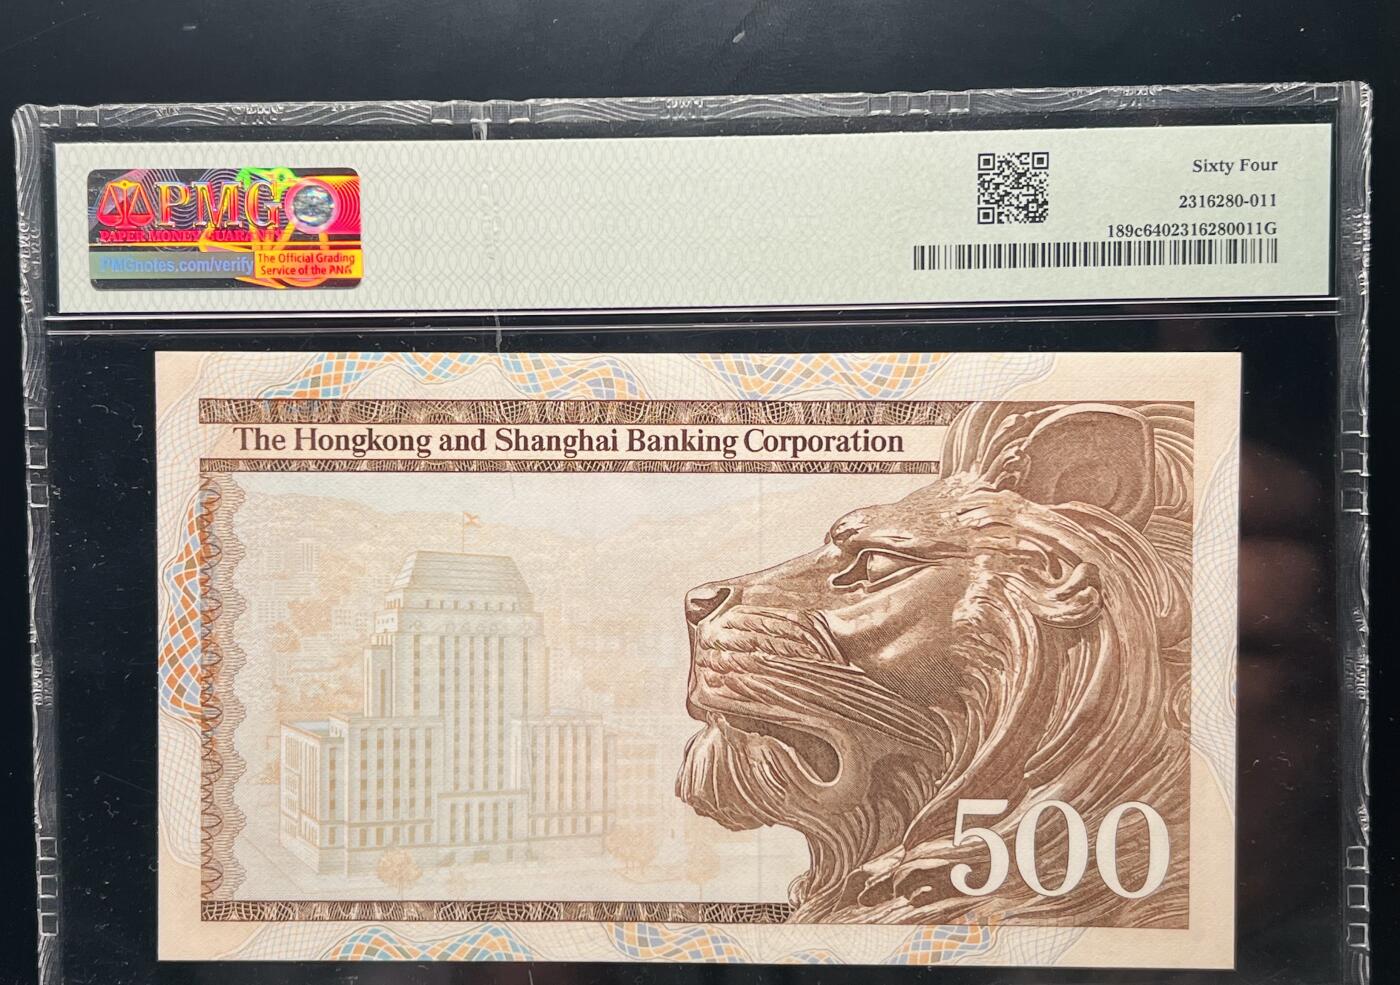 PMG
PAPER MONEY GUARANTY
PMGnotes.com/verify
The Official Grading
Service of the PNG
Sixty Four
2316280-011
189c6402316280011G
The Hongkong and Shanghai Banking Corporation
500